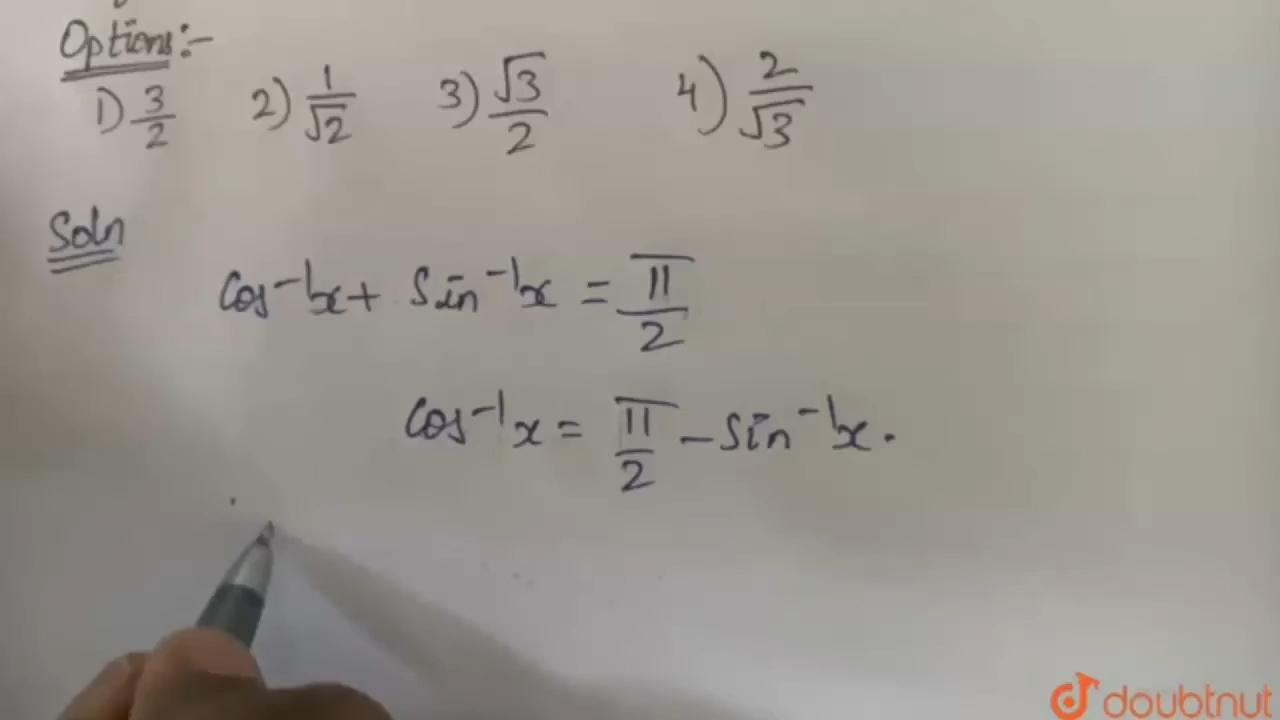 Options:-
1) 3/2 2) 1/√2 3) √3/2 4) 2/√3
Soln
cos⁻¹x + sin⁻¹x = π/2
cos⁻¹x = π/2 - sin⁻¹x.
doubtnut